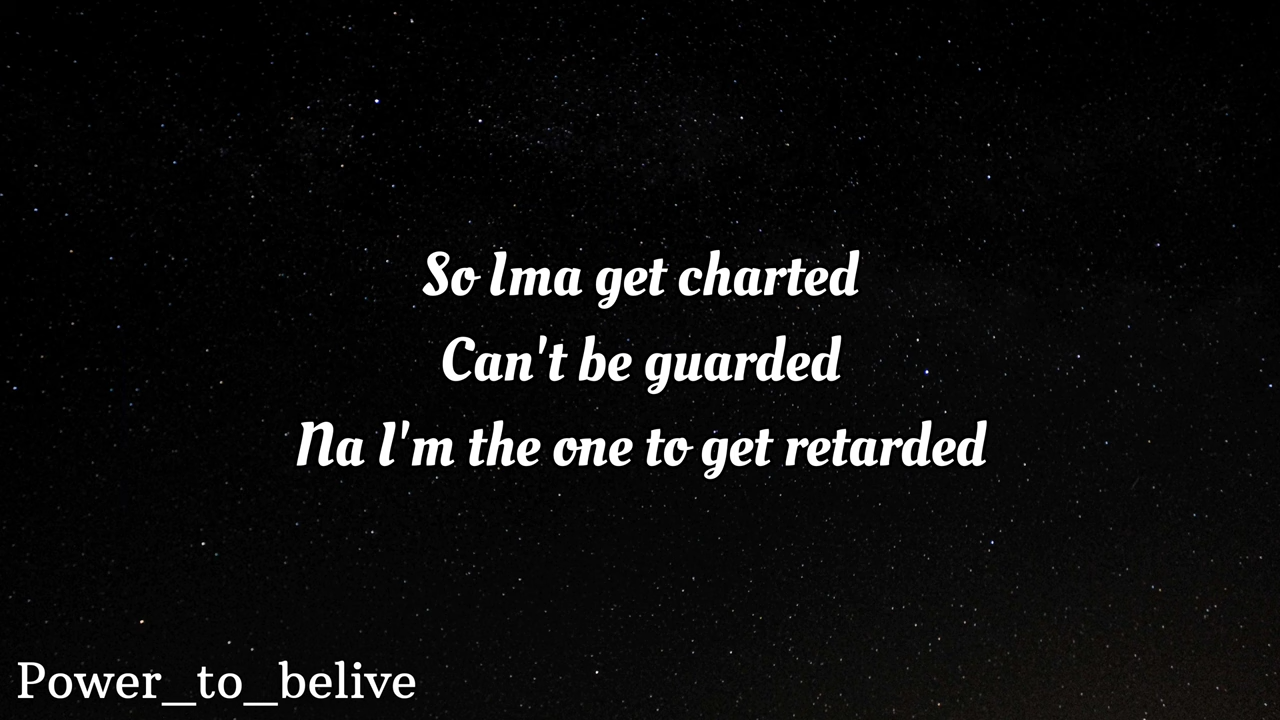 So Ima get charted
Can't be guarded
Na I'm the one to get retarded
Power_to_belive